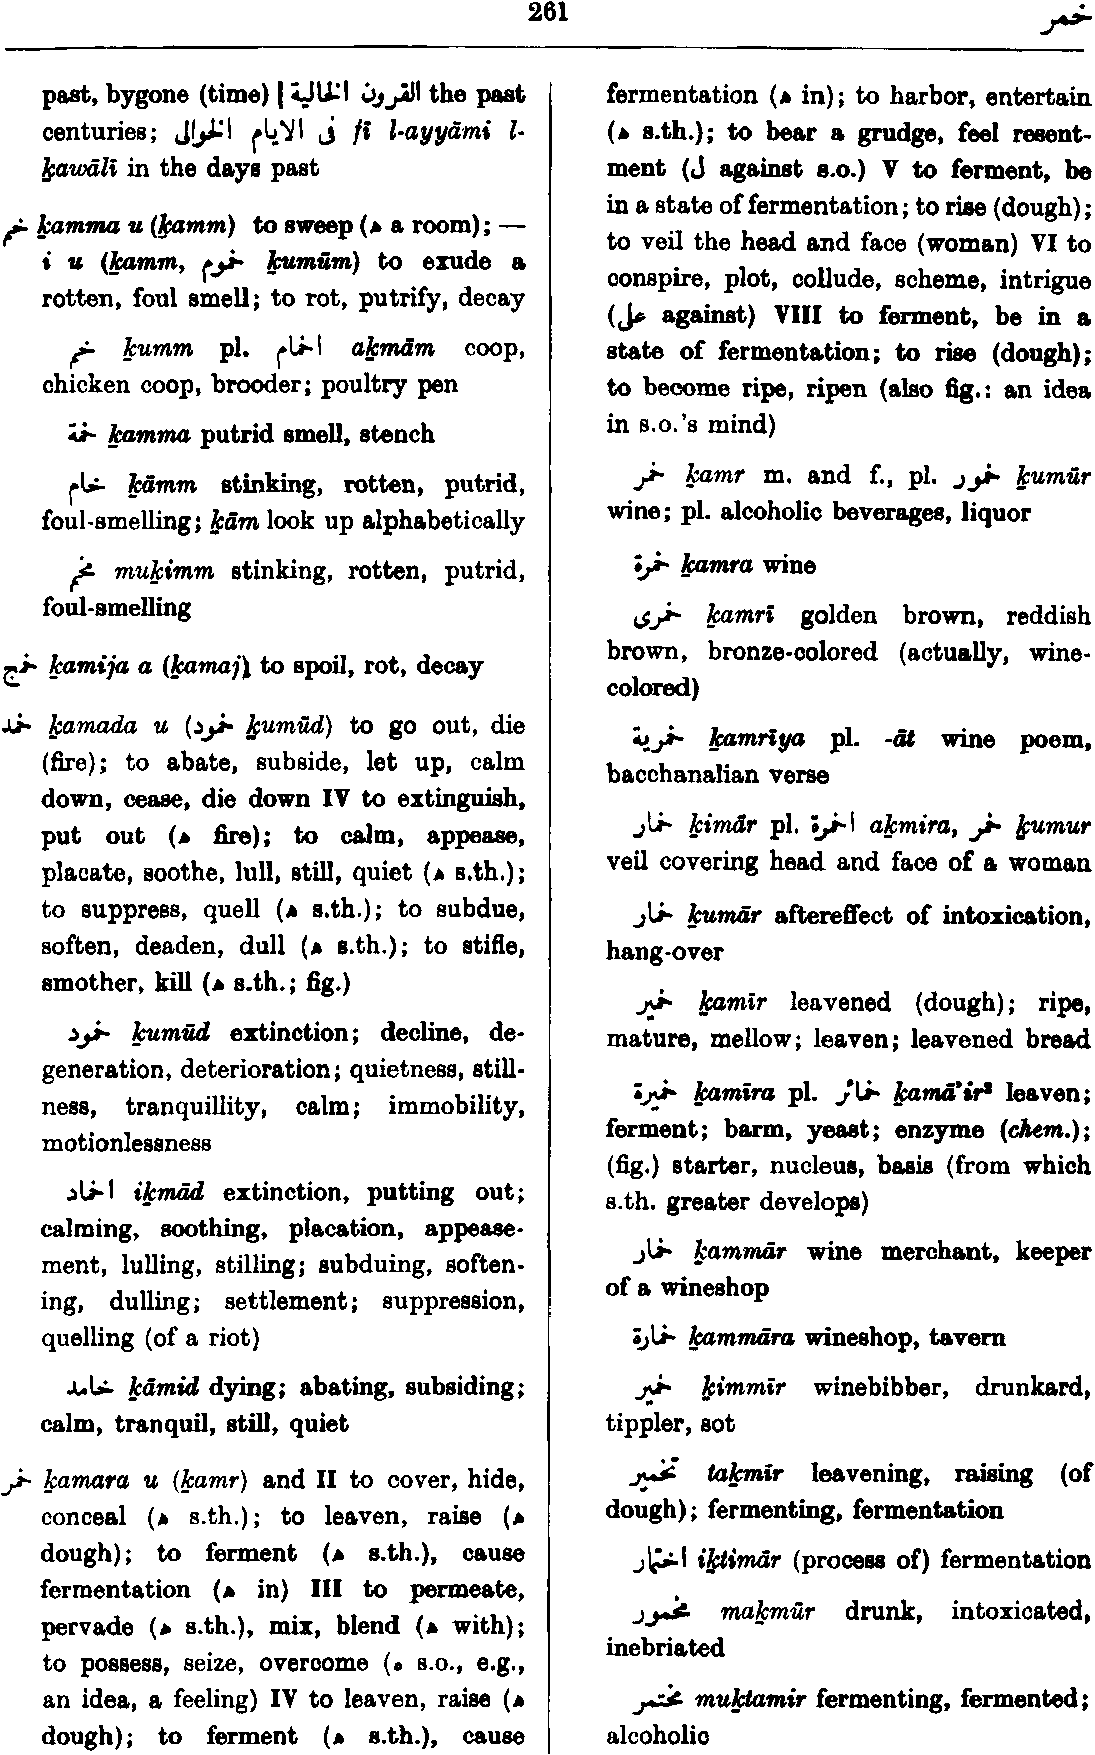 261
خمر
past, bygone (time) | القرون الخالية the past
centuries; فى الايام الخوالى fī l-ayyāmi l-
ḵawālī in the days past
خم ḵamma u (ḵamm) to sweep (ه a room); —
i u (ḵamm, خموم ḵumūm) to exude a
rotten, foul smell; to rot, putrify, decay
خم ḵumm pl. اخمام aḵmām coop,
chicken coop, brooder; poultry pen
خمة ḵamma putrid smell, stench
خام ḵāmm stinking, rotten, putrid,
foul-smelling; ḵām look up alphabetically
مخم muḵimm stinking, rotten, putrid,
foul-smelling
خمج ḵamija a (ḵamaj) to spoil, rot, decay
خمد ḵamada u (خمود ḵumūd) to go out, die
(fire); to abate, subside, let up, calm
down, cease, die down IV to extinguish,
put out (ه fire); to calm, appease,
placate, soothe, lull, still, quiet (ه s.th.);
to suppress, quell (ه s.th.); to subdue,
soften, deaden, dull (ه s.th.); to stifle,
smother, kill (ه s.th.; fig.)
خمود ḵumūd extinction; decline, de-
generation, deterioration; quietness, still-
ness, tranquillity, calm; immobility,
motionlessness
اخماد iḵmād extinction, putting out;
calming, soothing, placation, appease-
ment, lulling, stilling; subduing, soften-
ing, dulling; settlement; suppression,
quelling (of a riot)
خامد ḵāmid dying; abating, subsiding;
calm, tranquil, still, quiet
خمر ḵamara u (ḵamr) and II to cover, hide,
conceal (ه s.th.); to leaven, raise (ه
dough); to ferment (ه s.th.), cause
fermentation (ه in) III to permeate,
pervade (ه s.th.), mix, blend (ه with);
to possess, seize, overcome (ه s.o., e.g.,
an idea, a feeling) IV to leaven, raise (ه
dough); to ferment (ه s.th.), cause
fermentation (ه in); to harbor, entertain
(ه s.th.); to bear a grudge, feel resent-
ment (ل against s.o.) V to ferment, be
in a state of fermentation; to rise (dough);
to veil the head and face (woman) VI to
conspire, plot, collude, scheme, intrigue
(على against) VIII to ferment, be in a
state of fermentation; to rise (dough);
to become ripe, ripen (also fig.: an idea
in s.o.'s mind)
خمر ḵamr m. and f., pl. خمور ḵumūr
wine; pl. alcoholic beverages, liquor
خمرة ḵamra wine
خمرى ḵamrī golden brown, reddish
brown, bronze-colored (actually, wine-
colored)
خمرية ḵamrīya pl. -āt wine poem,
bacchanalian verse
خمار ḵimār pl. اخمرة aḵmira, خمر ḵumur
veil covering head and face of a woman
خمار ḵumār aftereffect of intoxication,
hang-over
خمير ḵamīr leavened (dough); ripe,
mature, mellow; leaven; leavened bread
خميرة ḵamīra pl. خمائر ḵamā'ir² leaven;
ferment; barm, yeast; enzyme (chem.);
(fig.) starter, nucleus, basis (from which
s.th. greater develops)
خمار ḵammār wine merchant, keeper
of a wineshop
خمارة ḵammāra wineshop, tavern
خمير ḵimmīr winebibber, drunkard,
tippler, sot
تخمير taḵmīr leavening, raising (of
dough); fermenting, fermentation
اختمار iḵtimār (process of) fermentation
مخمور maḵmūr drunk, intoxicated,
inebriated
مختمر muḵtamir fermenting, fermented;
alcoholic